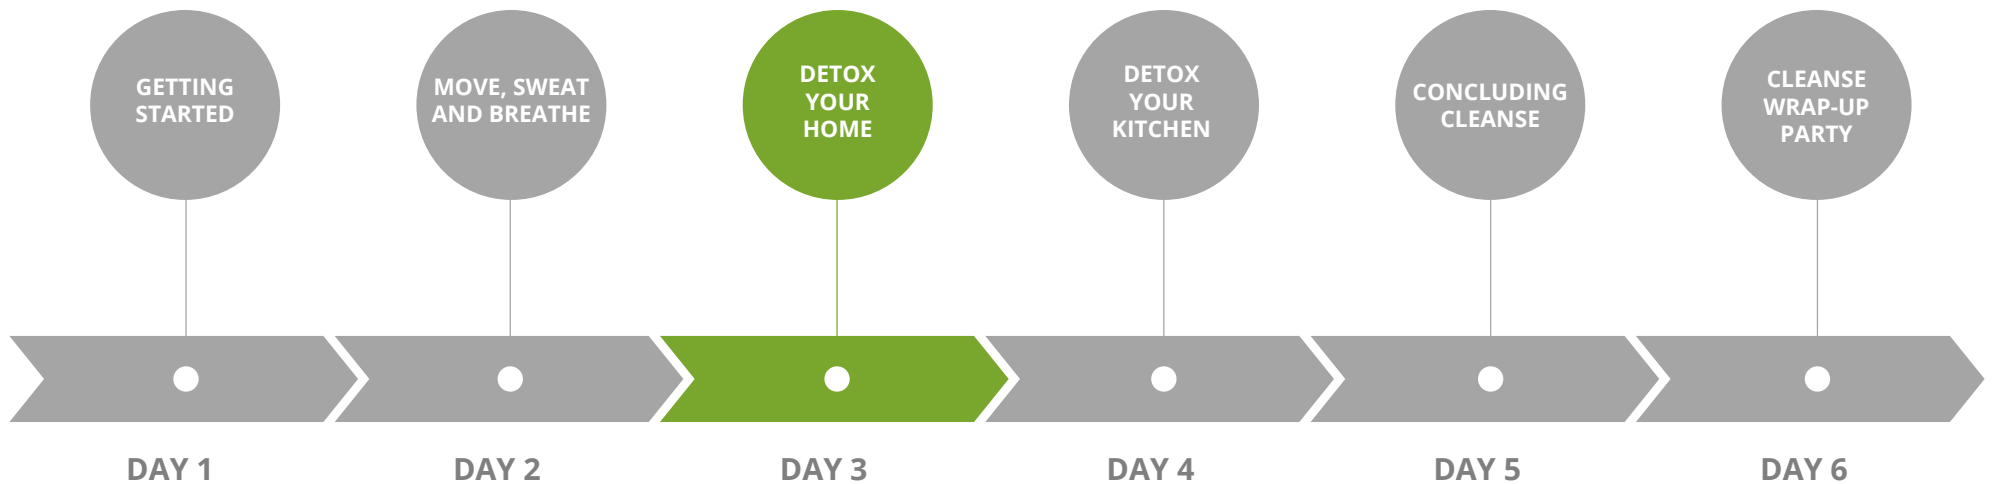 GETTING
STARTED
MOVE, SWEAT
AND BREATHE
DETOX
YOUR
HOME
DETOX
YOUR
KITCHEN
CONCLUDING
CLEANSE
CLEANSE
WRAP-UP
PARTY
DAY 1
DAY 2
DAY 3
DAY 4
DAY 5
DAY 6